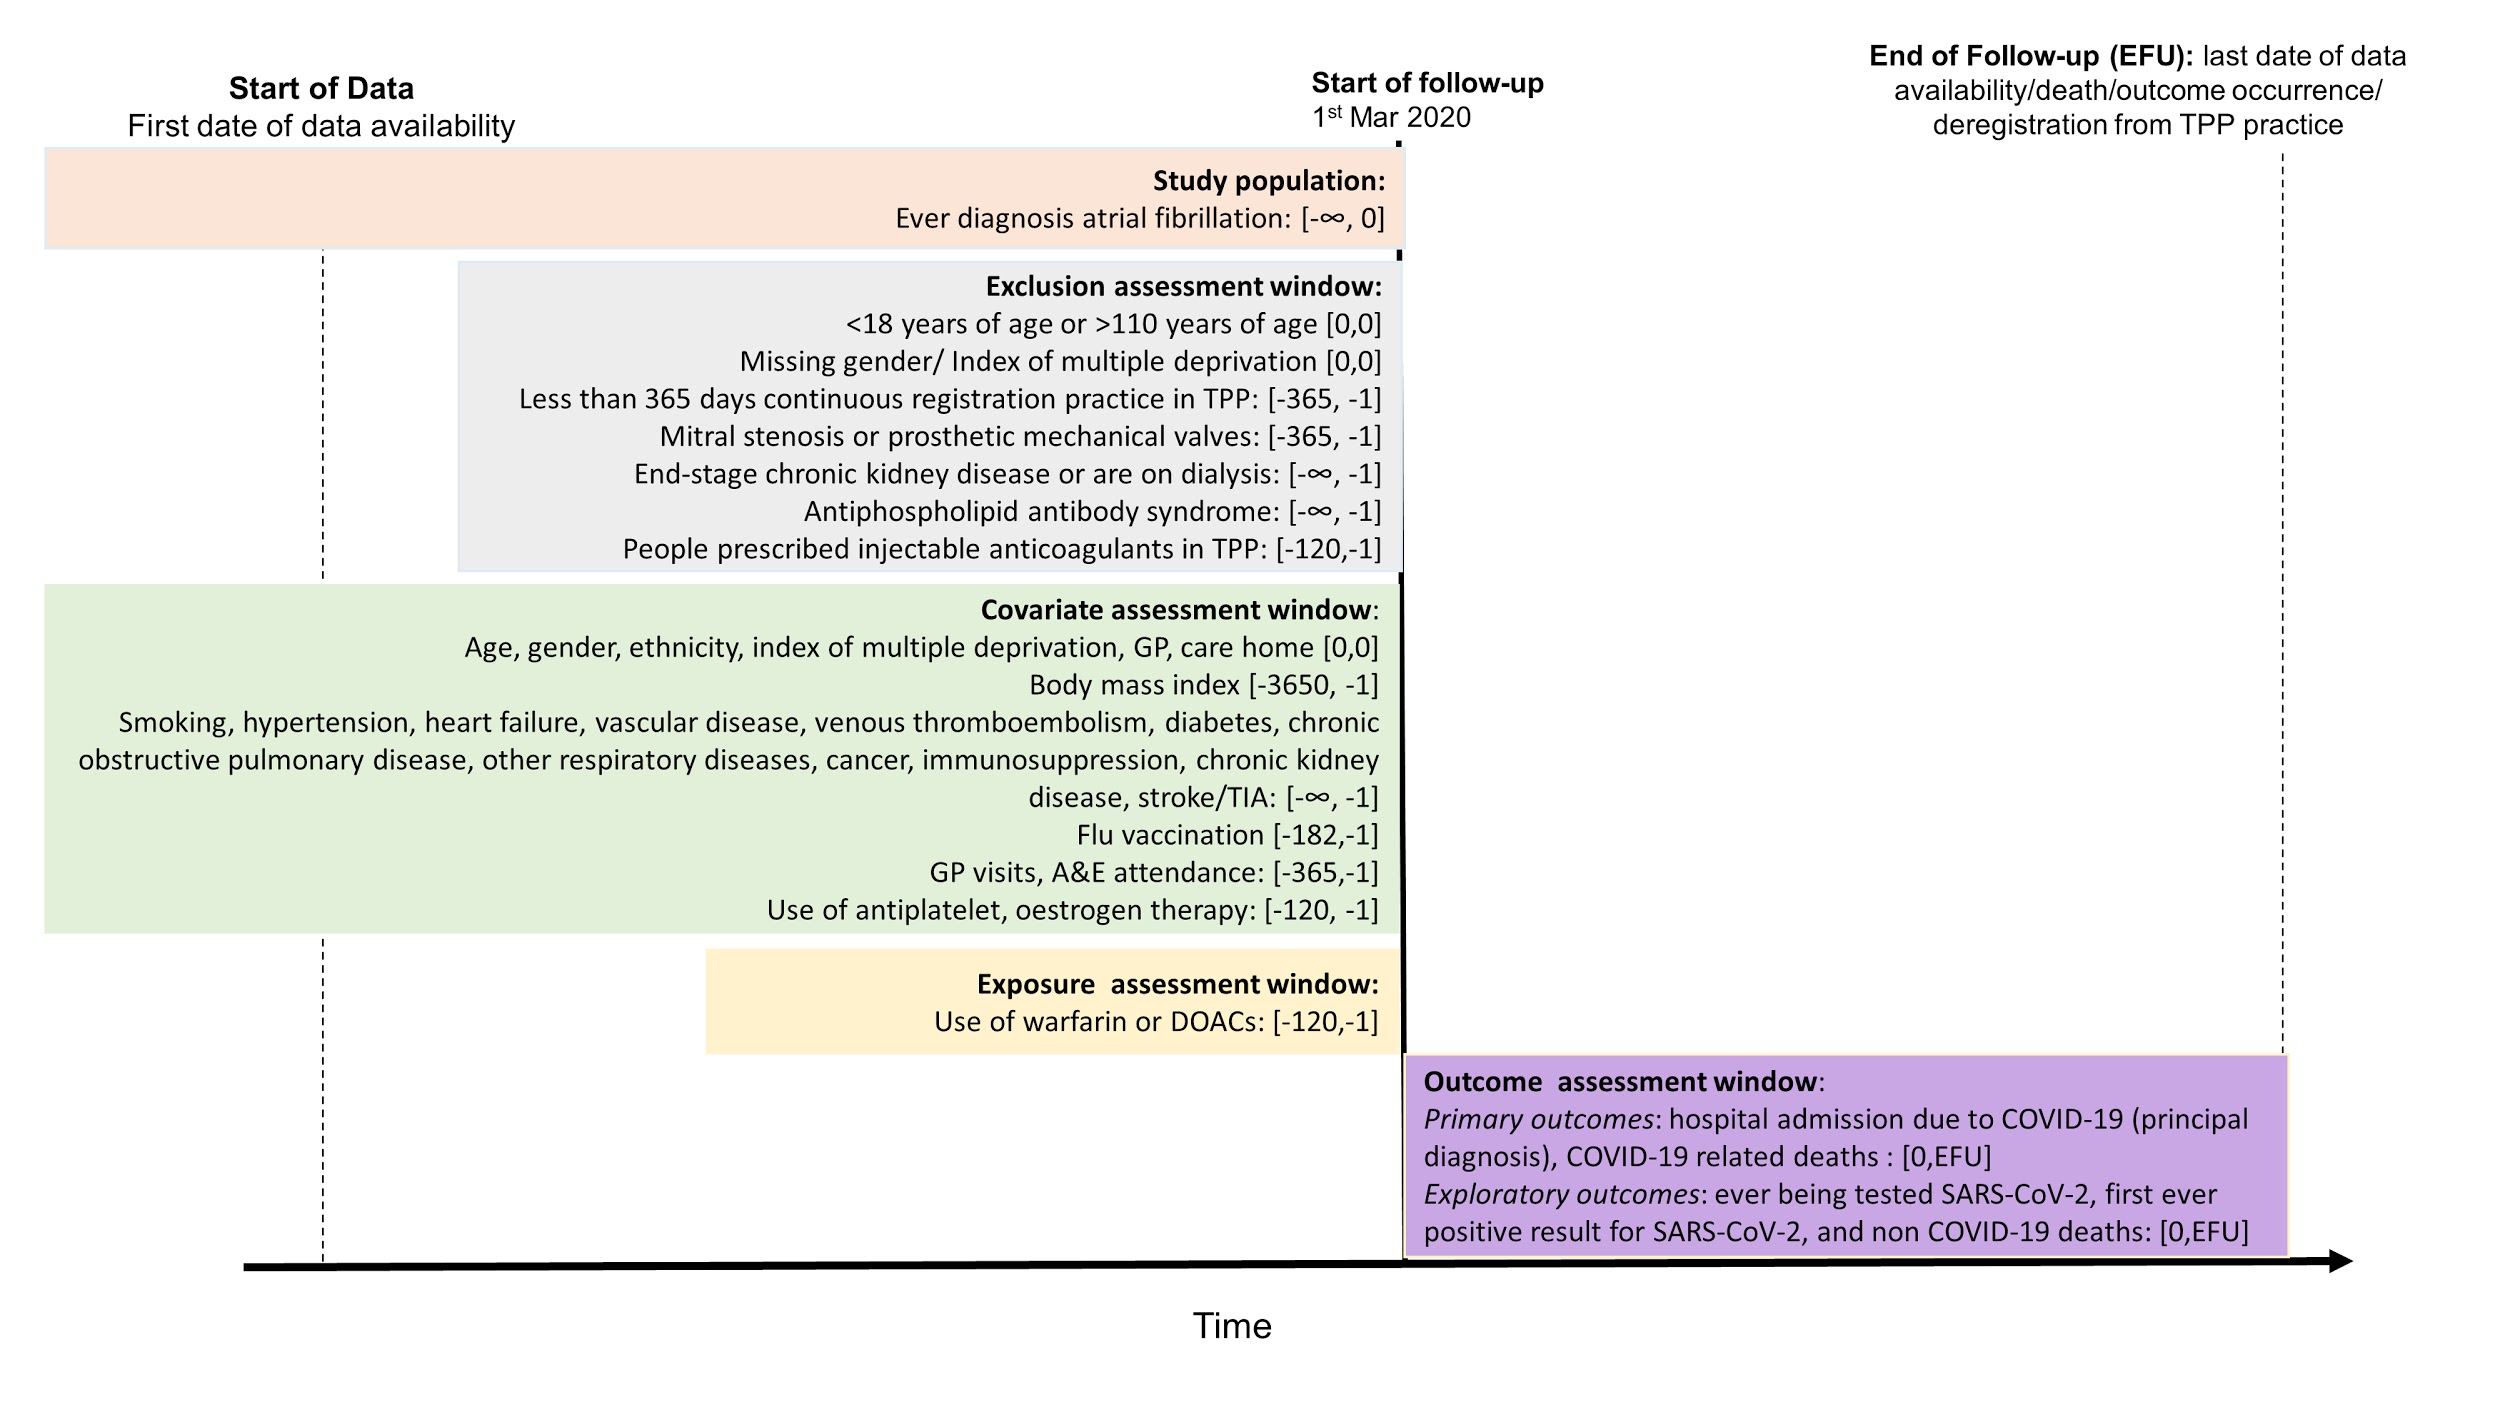 Start of Data
First date of data availability
Start of follow-up
1st Mar 2020
End of Follow-up (EFU): last date of data
availability/death/outcome occurrence/
deregistration from TPP practice
Study population:
Ever diagnosis atrial fibrillation: [-∞, 0]
Exclusion assessment window:
<18 years of age or >110 years of age [0,0]
Missing gender/ Index of multiple deprivation [0,0]
Less than 365 days continuous registration practice in TPP: [-365, -1]
Mitral stenosis or prosthetic mechanical valves: [-365, -1]
End-stage chronic kidney disease or are on dialysis: [-∞, -1]
Antiphospholipid antibody syndrome: [-∞, -1]
People prescribed injectable anticoagulants in TPP: [-120,-1]
Covariate assessment window:
Age, gender, ethnicity, index of multiple deprivation, GP, care home [0,0]
Body mass index [-3650, -1]
Smoking, hypertension, heart failure, vascular disease, venous thromboembolism, diabetes, chronic
obstructive pulmonary disease, other respiratory diseases, cancer, immunosuppression, chronic kidney
disease, stroke/TIA: [-∞, -1]
Flu vaccination [-182,-1]
GP visits, A&E attendance: [-365,-1]
Use of antiplatelet, oestrogen therapy: [-120, -1]
Exposure  assessment window:
Use of warfarin or DOACs: [-120,-1]
Outcome  assessment window:
Primary outcomes: hospital admission due to COVID-19 (principal
diagnosis), COVID-19 related deaths : [0,EFU]
Exploratory outcomes: ever being tested SARS-CoV-2, first ever
positive result for SARS-CoV-2, and non COVID-19 deaths: [0,EFU]
Time